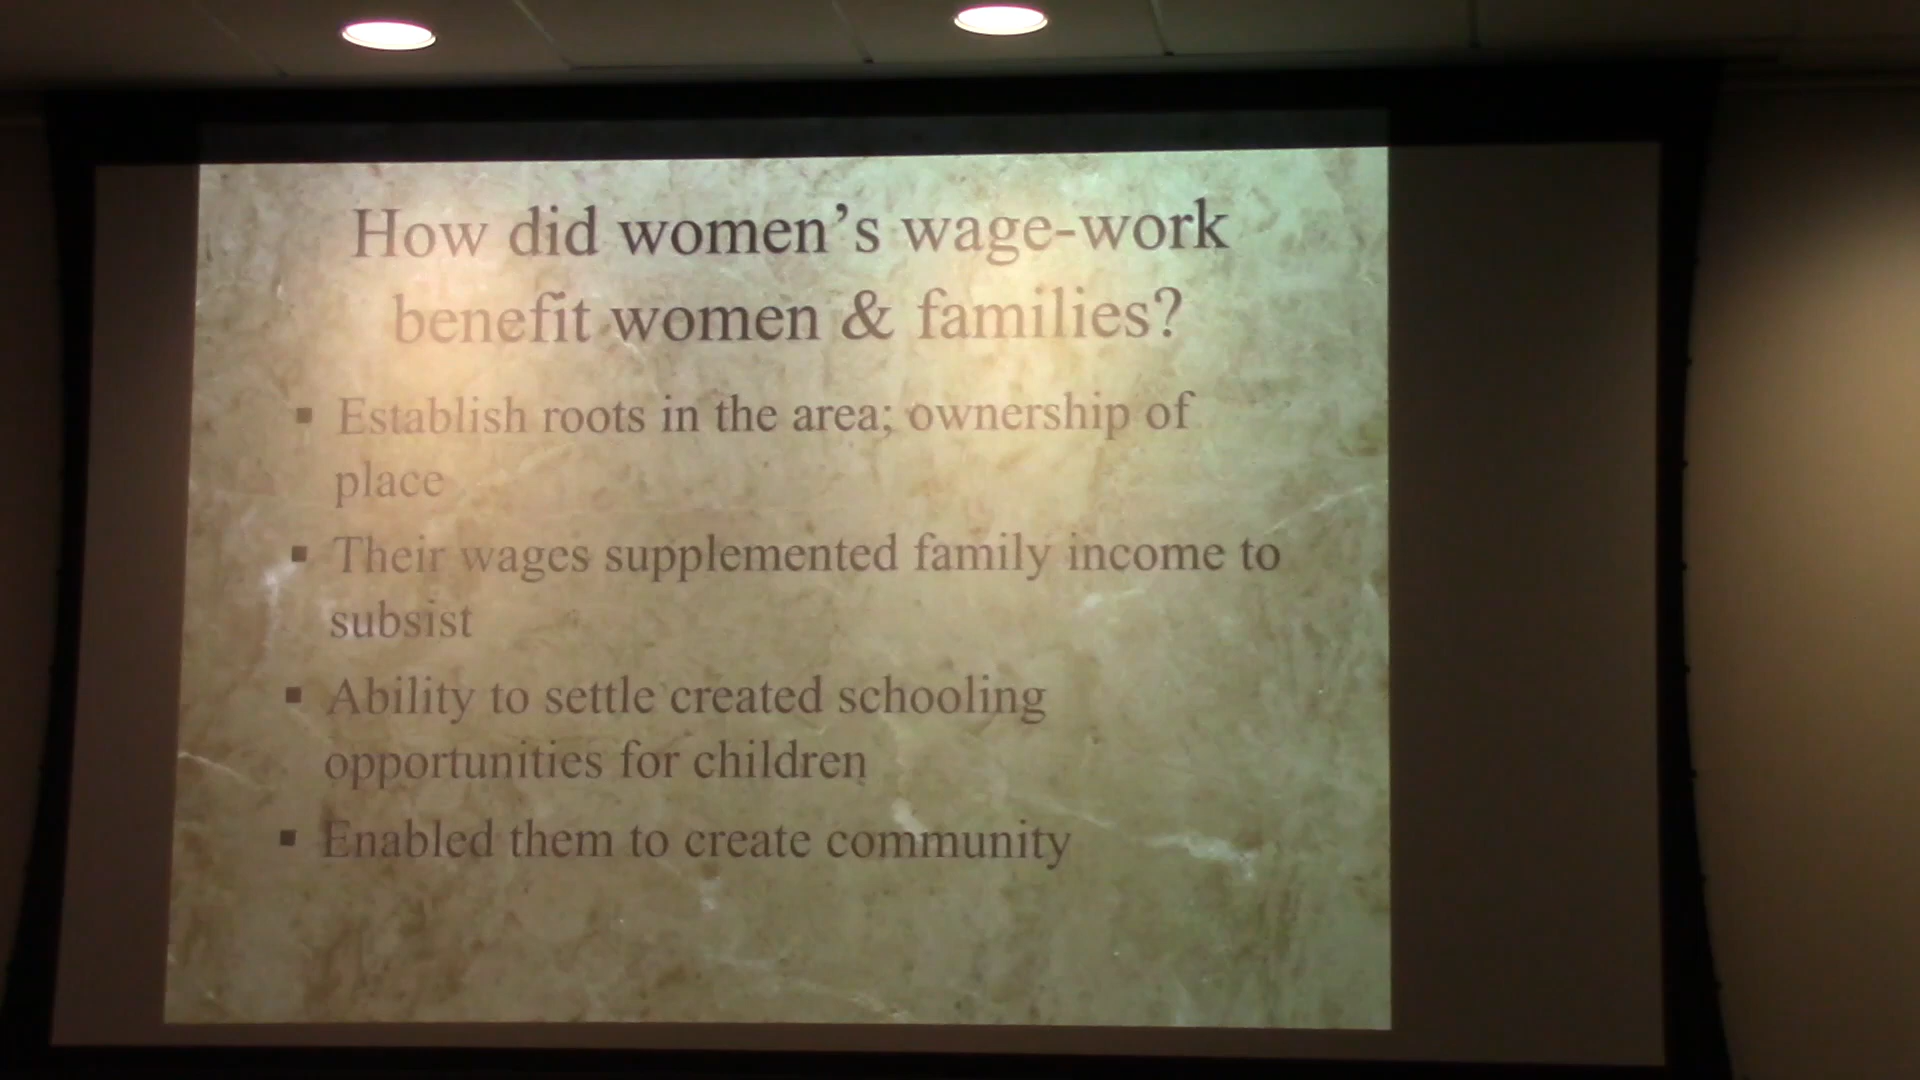 How did women's wage-work
benefit women & families?
▪ Establish roots in the area; ownership of
place
▪ Their wages supplemented family income to
subsist
▪ Ability to settle created schooling
opportunities for children
▪ Enabled them to create community